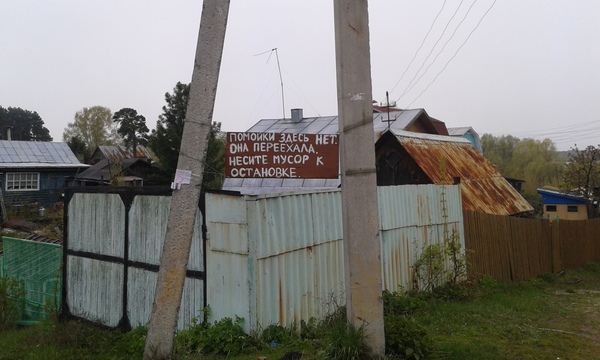 ПОМОЙКИ ЗДЕСЬ НЕТ.
ОНА ПЕРЕЕХАЛА.
НЕСИТЕ МУСОР К
ОСТАНОВКЕ.